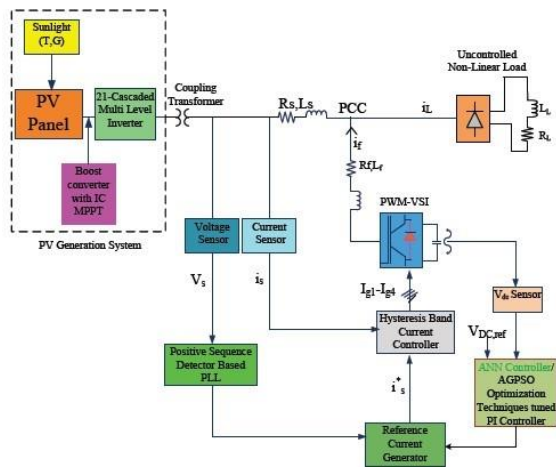 Sunlight
(T,G)
PV
Panel
21-Cascaded
Multi Level
Inverter
Boost
converter
with IC
MPPT
PV Generation System
Coupling
Transformer
Rs,Ls
PCC
iL
Uncontrolled
Non-Linear Load
LL
RL
if
Rf,Lf
PWM-VSI
Voltage
Sensor
Current
Sensor
Vs
is
Ig1-Ig4
Vdc Sensor
Hysteresis Band
Current
Controller
VDC,ref
Positive Sequence
Detector Based
PLL
i*s
ANN Controller/
AGPSO
Optimization
Techniques tuned
PI Controller
Reference
Current
Generator